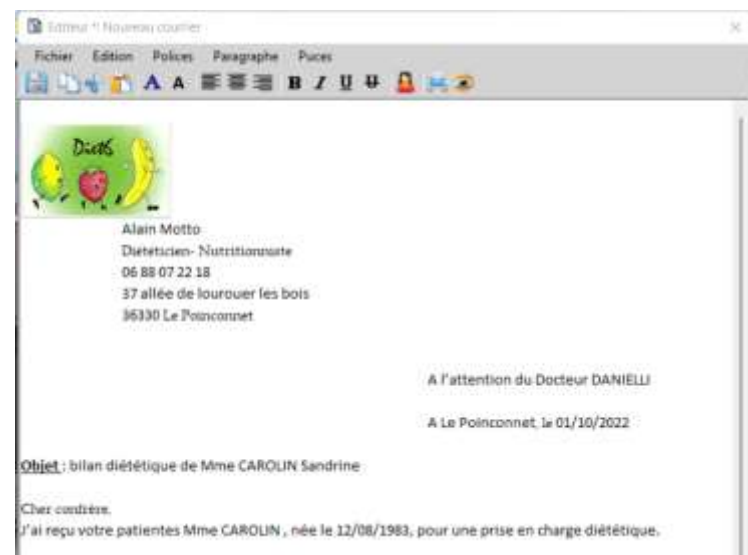 Editeur *! Nouveau courrier
Fichier Edition Polices Paragraphe Puces
A A B I U
Diet6
Alain Motto
Dieteticien- Nutritionniste
06 88 07 22 18
37 allée de lourouer les bois
36330 Le Poinconnet
A l'attention du Docteur DANIELLI
A Le Poinconnet, le 01/10/2022
Objet : bilan diététique de Mme CAROLIN Sandrine
Cher confrère,
J'ai reçu votre patientes Mme CAROLIN , née le 12/08/1983, pour une prise en charge diététique.